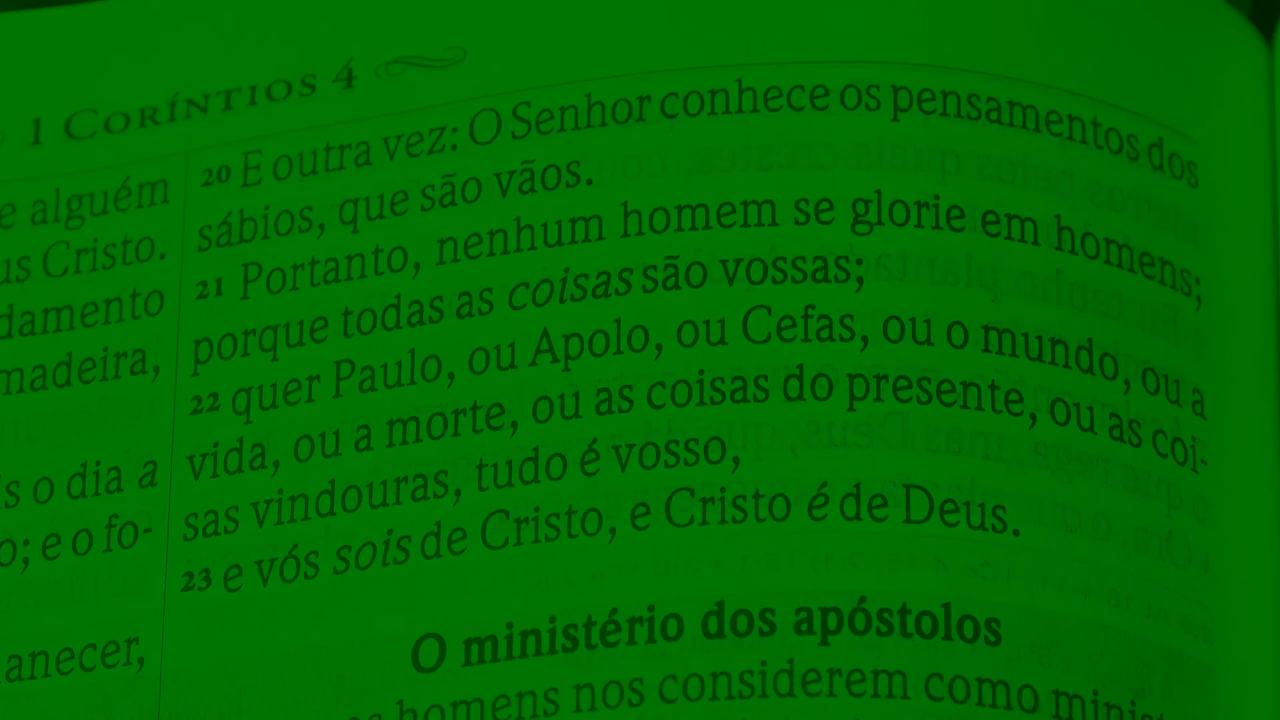 1 Coríntios 4
e alguém
us Cristo.
damento
madeira,
s o dia a
o; e o fo-
anecer,
20 E outra vez: O Senhor conhece os pensamentos dos
sábios, que são vãos.
21 Portanto, nenhum homem se glorie em homens;
porque todas as coisas são vossas;
22 quer Paulo, ou Apolo, ou Cefas, ou o mundo, ou a
vida, ou a morte, ou as coisas do presente, ou as coi-
sas vindouras, tudo é vosso,
23 e vós sois de Cristo, e Cristo é de Deus.
O ministério dos apóstolos
homens nos considerem como minist